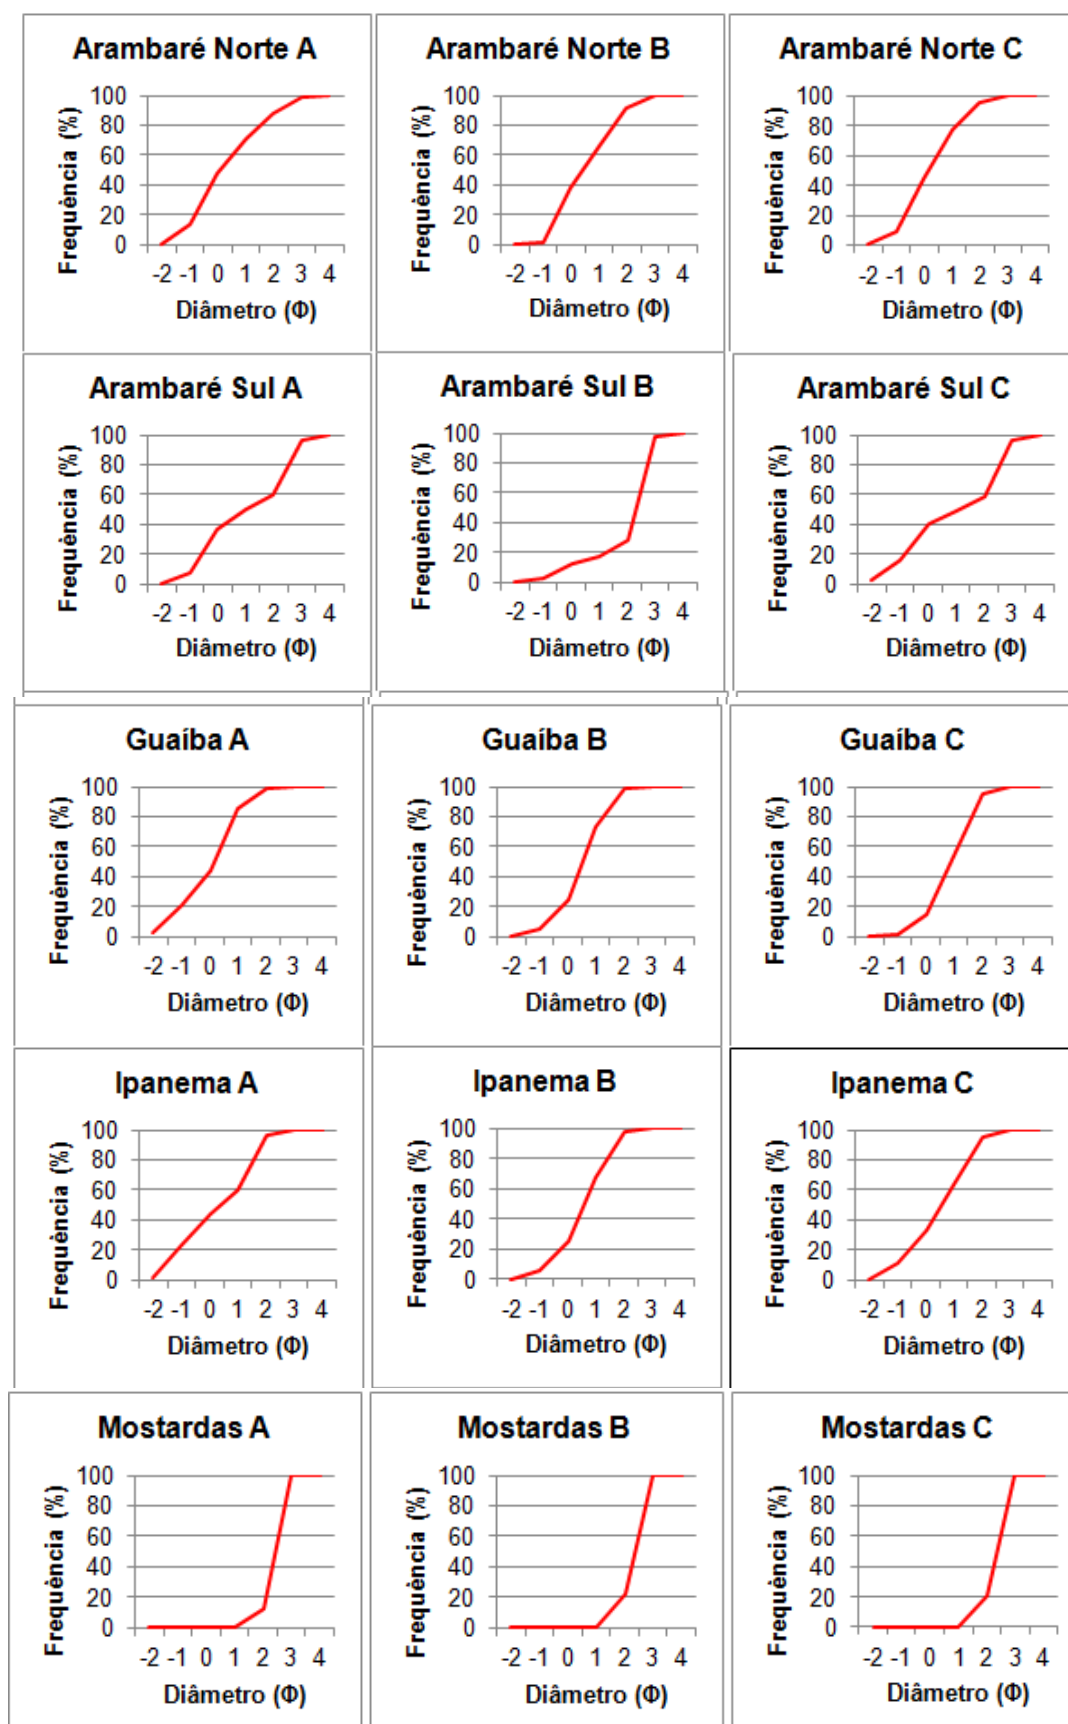 Arambaré Norte A
Frequência (%)
100
80
60
40
20
0
-2 -1 0 1 2 3 4
Diâmetro (Φ)
Arambaré Norte B
Frequência (%)
100
80
60
40
20
0
-2 -1 0 1 2 3 4
Diâmetro (Φ)
Arambaré Norte C
Frequência (%)
100
80
60
40
20
0
-2 -1 0 1 2 3 4
Diâmetro (Φ)
Arambaré Sul A
Frequência (%)
100
80
60
40
20
0
-2 -1 0 1 2 3 4
Diâmetro (Φ)
Arambaré Sul B
Frequência (%)
100
80
60
40
20
0
-2 -1 0 1 2 3 4
Diâmetro (Φ)
Arambaré Sul C
Frequência (%)
100
80
60
40
20
0
-2 -1 0 1 2 3 4
Diâmetro (Φ)
Guaíba A
Frequência (%)
100
80
60
40
20
0
-2 -1 0 1 2 3 4
Diâmetro (Φ)
Guaíba B
Frequência (%)
100
80
60
40
20
0
-2 -1 0 1 2 3 4
Diâmetro (Φ)
Guaíba C
Frequência (%)
100
80
60
40
20
0
-2 -1 0 1 2 3 4
Diâmetro (Φ)
Ipanema A
Frequência (%)
100
80
60
40
20
0
-2 -1 0 1 2 3 4
Diâmetro (Φ)
Ipanema B
Frequência (%)
100
80
60
40
20
0
-2 -1 0 1 2 3 4
Diâmetro (Φ)
Ipanema C
Frequência (%)
100
80
60
40
20
0
-2 -1 0 1 2 3 4
Diâmetro (Φ)
Mostardas A
Frequência (%)
100
80
60
40
20
0
-2 -1 0 1 2 3 4
Diâmetro (Φ)
Mostardas B
Frequência (%)
100
80
60
40
20
0
-2 -1 0 1 2 3 4
Diâmetro (Φ)
Mostardas C
Frequência (%)
100
80
60
40
20
0
-2 -1 0 1 2 3 4
Diâmetro (Φ)